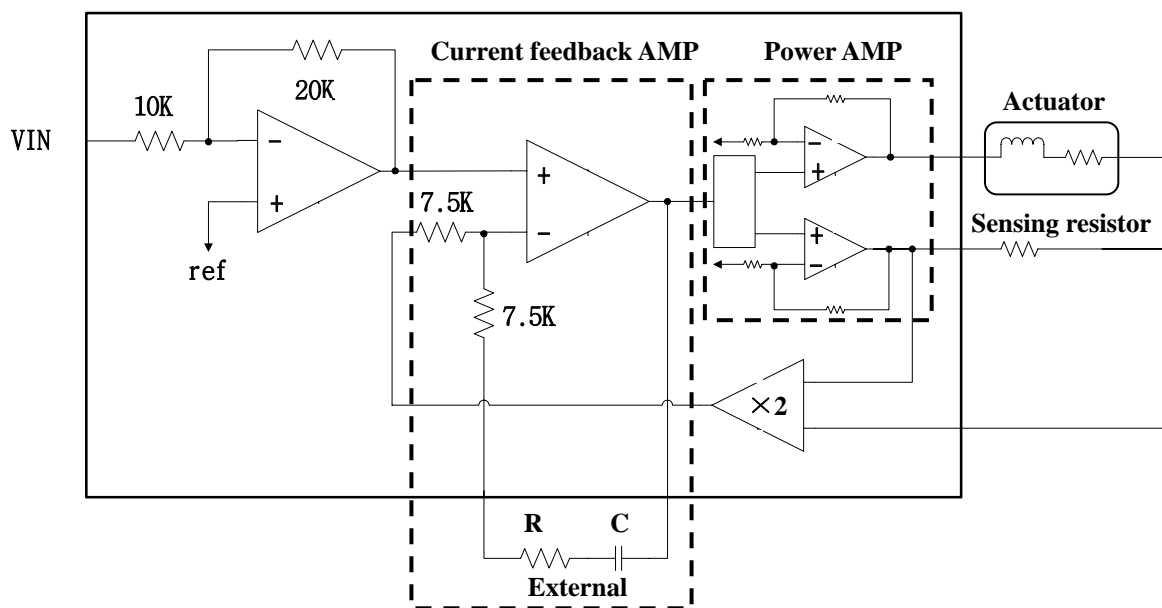 Current feedback AMP
Power AMP
20K
10K
Actuator
VIN
−
+
+
−
−
+
+
−
7.5K
Sensing resistor
ref
7.5K
×2
R
C
External